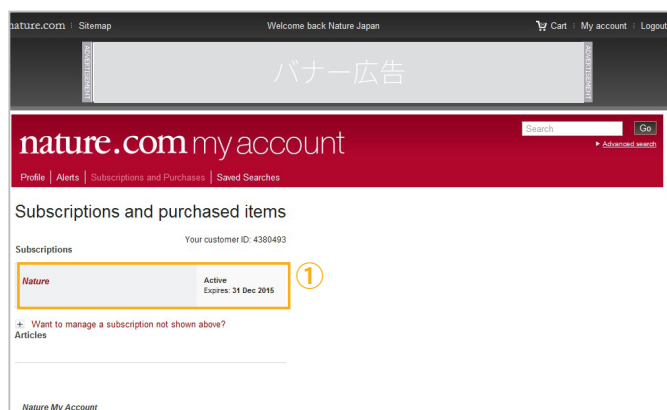 nature.com Sitemap Welcome back Nature Japan Cart My account Logout
ADVERTISEMENT バナー広告 ADVERTISEMENT
nature.com my account
Search Go
Advanced search
Profile | Alerts | Subscriptions and Purchases | Saved Searches
Subscriptions and purchased items
Your customer ID: 4380493
Subscriptions
Nature Active
Expires: 31 Dec 2015
①
+ Want to manage a subscription not shown above?
Articles
Nature My Account